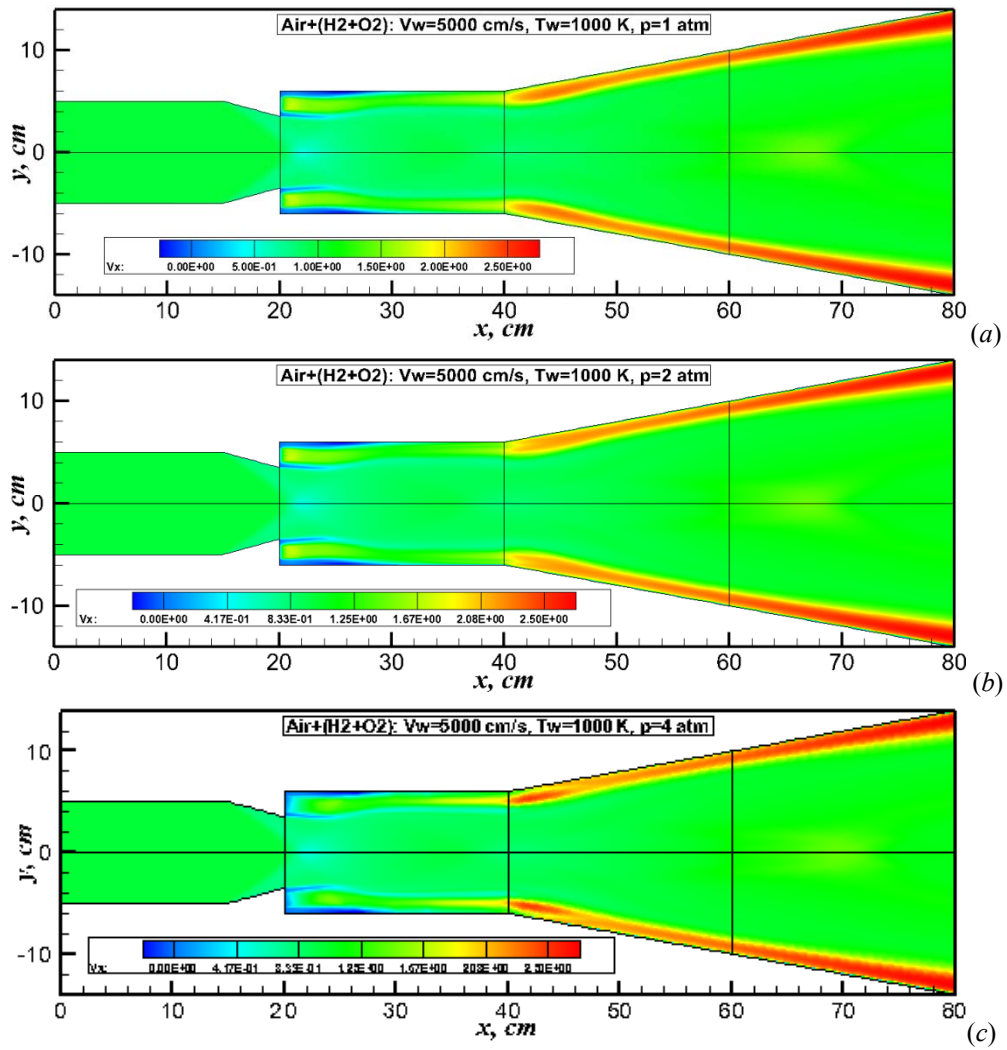 Air+(H2+O2): Vw=5000 cm/s, Tw=1000 K, p=1 atm
10
0
-10
y, cm
Vx: 0.00E+00 5.00E-01 1.00E+00 1.50E+00 2.00E+00 2.50E+00
0 10 20 30 40 50 60 70 80
x, cm
(a)
Air+(H2+O2): Vw=5000 cm/s, Tw=1000 K, p=2 atm
10
0
-10
y, cm
Vx: 0.00E+00 4.17E-01 8.33E-01 1.25E+00 1.67E+00 2.08E+00 2.50E+00
0 10 20 30 40 50 60 70 80
x, cm
(b)
Air+(H2+O2): Vw=5000 cm/s, Tw=1000 K, p=4 atm
10
0
-10
y, cm
Vx: 0.00E+00 4.17E-01 8.33E-01 1.25E+00 1.67E+00 2.08E+00 2.50E+00
0 10 20 30 40 50 60 70 80
x, cm
(c)